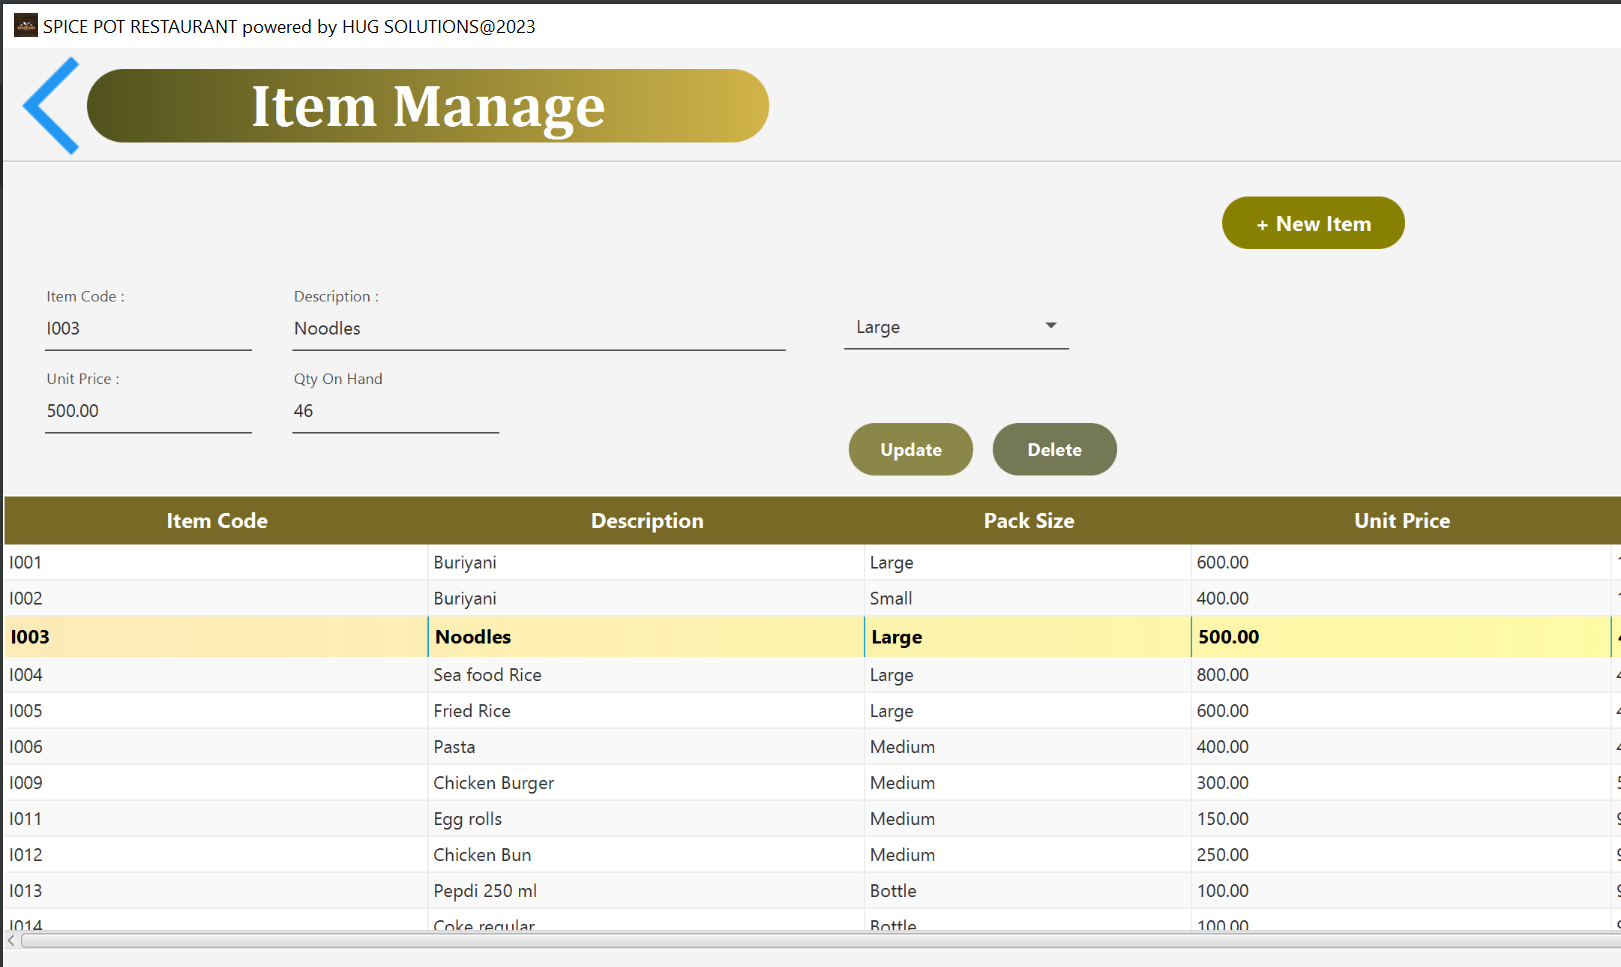 SPICE POT RESTAURANT powered by HUG SOLUTIONS@2023
Item Manage
+ New Item
Item Code :
Description :
I003
Noodles
Large
Unit Price :
Qty On Hand
500.00
46
Update
Delete
Item Code Description Pack Size Unit Price
I001 Buriyani Large 600.00
I002 Buriyani Small 400.00
I003 Noodles Large 500.00
I004 Sea food Rice Large 800.00
I005 Fried Rice Large 600.00
I006 Pasta Medium 400.00
I009 Chicken Burger Medium 300.00
I011 Egg rolls Medium 150.00
I012 Chicken Bun Medium 250.00
I013 Pepdi 250 ml Bottle 100.00
I014 Coke regular Bottle 100.00